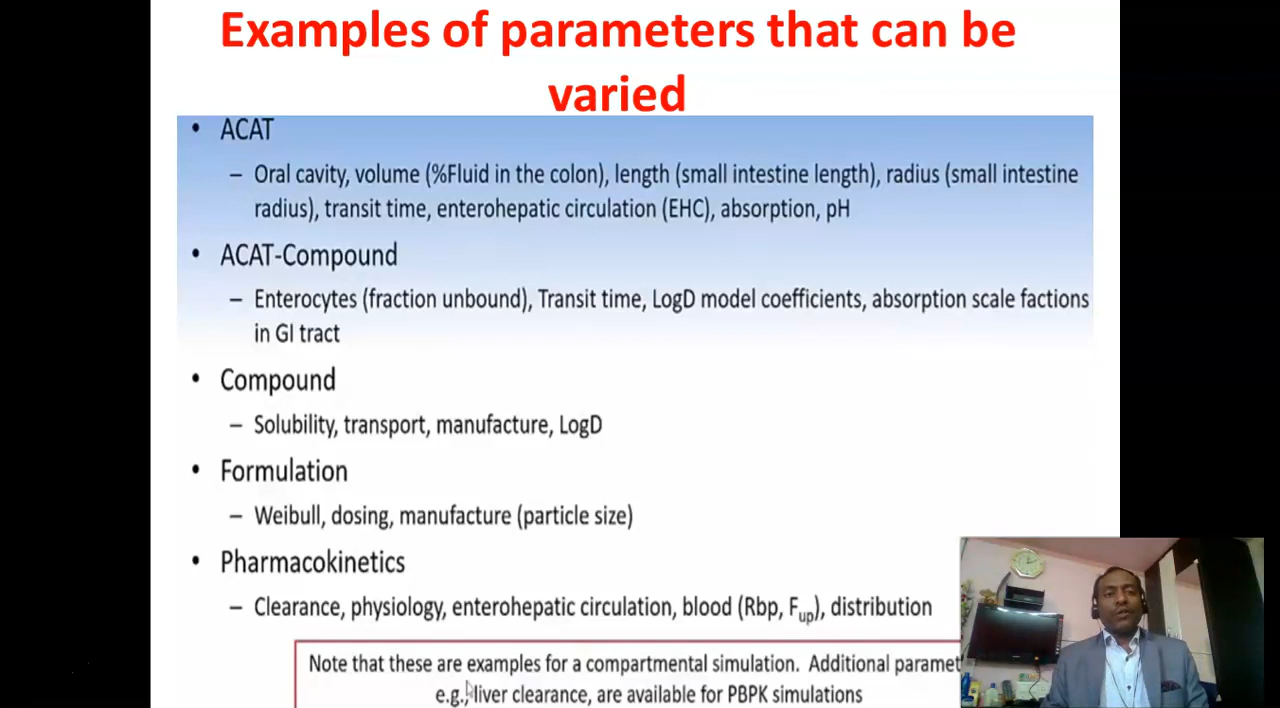 Examples of parameters that can be
varied
• ACAT
– Oral cavity, volume (%Fluid in the colon), length (small intestine length), radius (small intestine
radius), transit time, enterohepatic circulation (EHC), absorption, pH
• ACAT-Compound
– Enterocytes (fraction unbound), Transit time, LogD model coefficients, absorption scale factions
in GI tract
• Compound
– Solubility, transport, manufacture, LogD
• Formulation
– Weibull, dosing, manufacture (particle size)
• Pharmacokinetics
– Clearance, physiology, enterohepatic circulation, blood (Rbp, Fup), distribution
Note that these are examples for a compartmental simulation. Additional paramet
e.g., liver clearance, are available for PBPK simulations